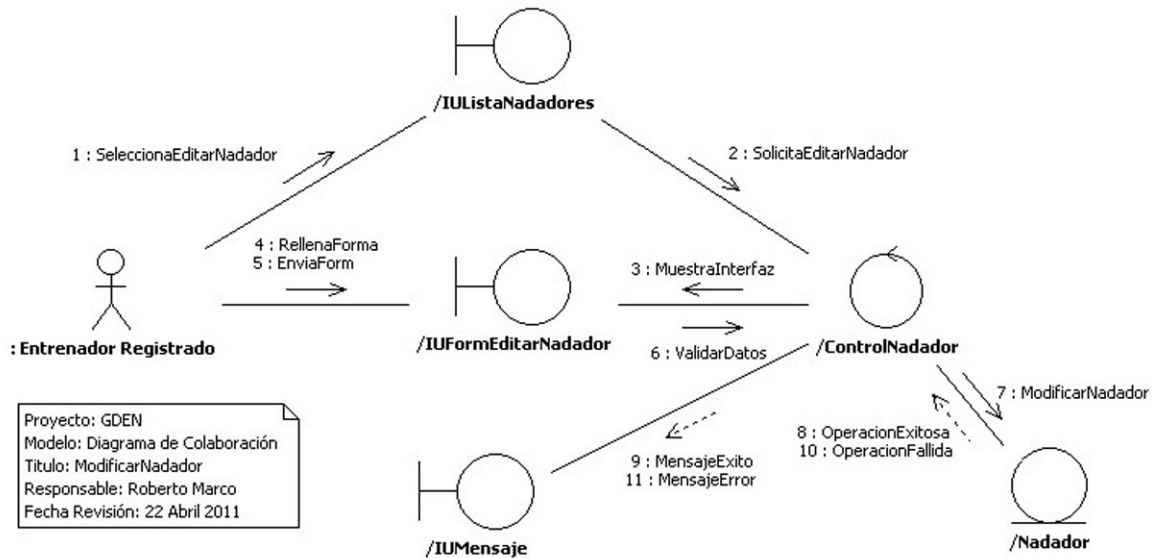 /IUListaNadadores
1 : SeleccionaEditarNadador
2 : SolicitaEditarNadador
4 : RellenaForma
5 : EnviaForm
3 : MuestraInterfaz
: Entrenador Registrado
/IUFormEditarNadador
6 : ValidarDatos
/ControlNadador
7 : ModificarNadador
8 : OperacionExitosa
10 : OperacionFallida
9 : MensajeExito
11 : MensajeError
Proyecto: GDEN
Modelo: Diagrama de Colaboración
Titulo: ModificarNadador
Responsable: Roberto Marco
Fecha Revisión: 22 Abril 2011
/IUMensaje
/Nadador